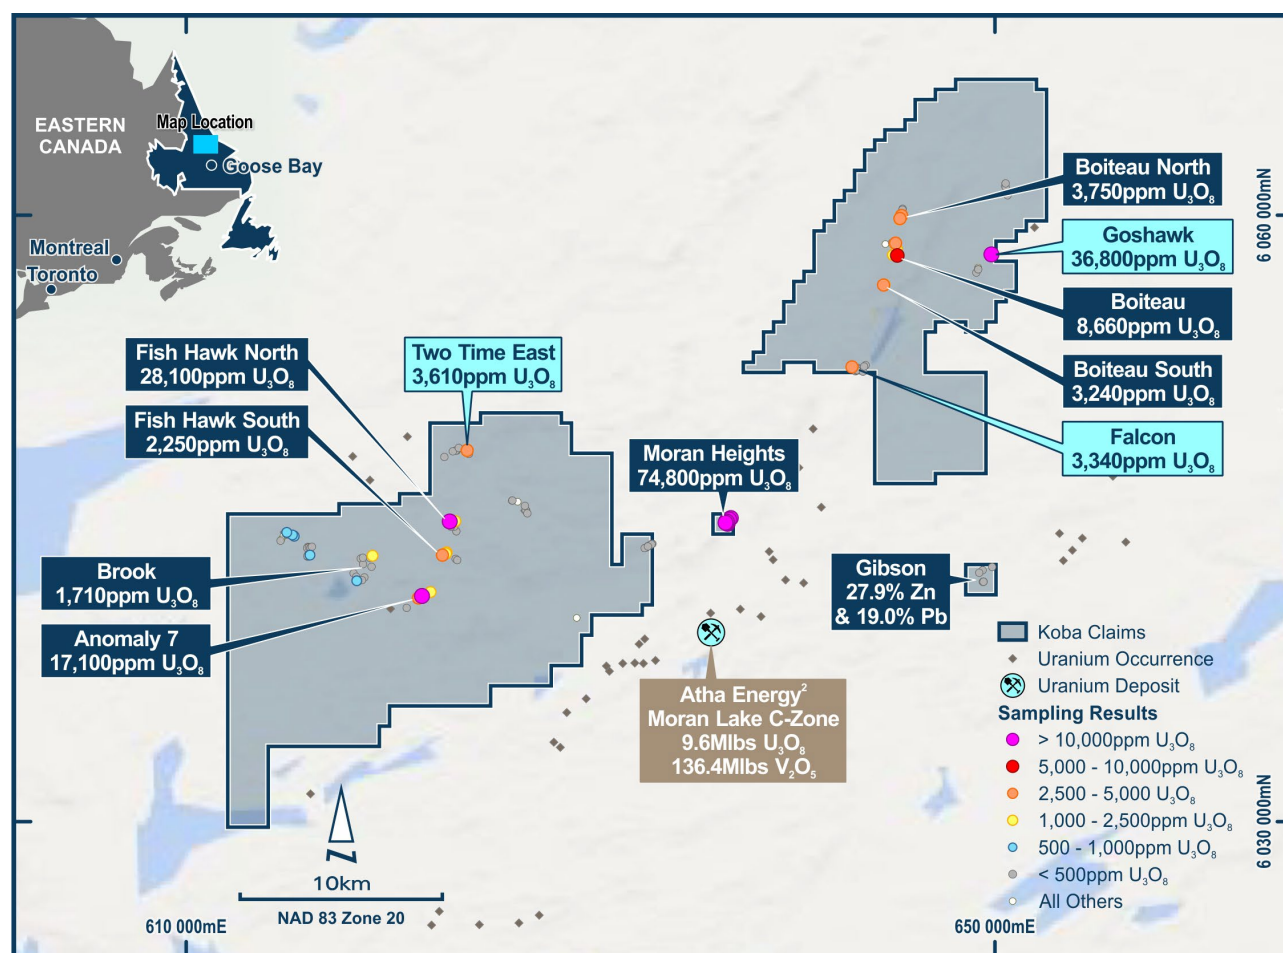 EASTERN
CANADA
Map Location
Goose Bay
Montreal
Toronto
Boiteau North
3,750ppm U₃O₈
Goshawk
36,800ppm U₃O₈
Boiteau
8,660ppm U₃O₈
Boiteau South
3,240ppm U₃O₈
Falcon
3,340ppm U₃O₈
6 060 000mN
Fish Hawk North
28,100ppm U₃O₈
Two Time East
3,610ppm U₃O₈
Fish Hawk South
2,250ppm U₃O₈
Moran Heights
74,800ppm U₃O₈
Brook
1,710ppm U₃O₈
Anomaly 7
17,100ppm U₃O₈
Gibson
27.9% Zn
& 19.0% Pb
Atha Energy²
Moran Lake C-Zone
9.6Mlbs U₃O₈
136.4Mlbs V₂O₅
Koba Claims
Uranium Occurrence
Uranium Deposit
Sampling Results
> 10,000ppm U₃O₈
5,000 - 10,000ppm U₃O₈
2,500 - 5,000 U₃O₈
1,000 - 2,500ppm U₃O₈
500 - 1,000ppm U₃O₈
< 500ppm U₃O₈
All Others
6 030 000mN
N
10km
NAD 83 Zone 20
610 000mE
650 000mE